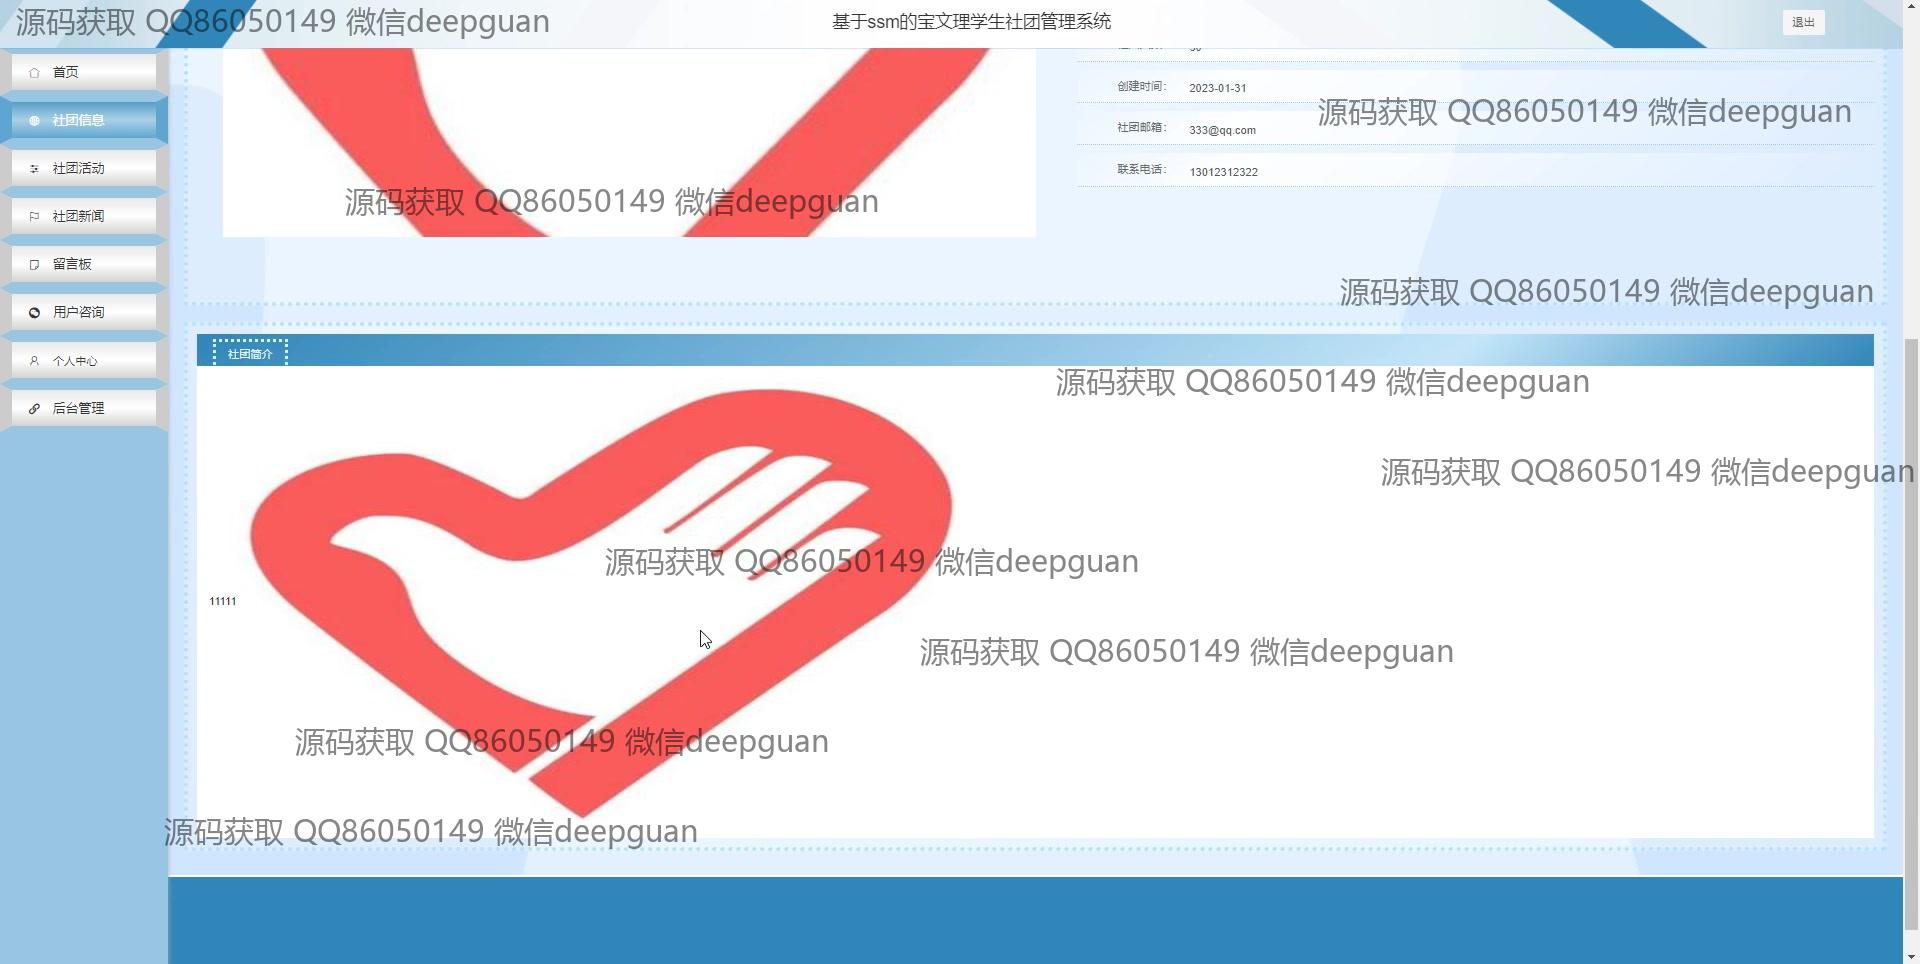 源码获取 QQ86050149 微信deepguan
基于ssm的宝文理学生社团管理系统
退出
首页
社团信息
社团活动
社团新闻
留言板
用户咨询
个人中心
后台管理
创建时间： 2023-01-31
源码获取 QQ86050149 微信deepguan
社团邮箱： 333@qq.com
联系电话： 13012312322
源码获取 QQ86050149 微信deepguan
源码获取 QQ86050149 微信deepguan
社团简介
源码获取 QQ86050149 微信deepguan
源码获取 QQ86050149 微信deepguan
源码获取 QQ86050149 微信deepguan
11111
源码获取 QQ86050149 微信deepguan
源码获取 QQ86050149 微信deepguan
源码获取 QQ86050149 微信deepguan